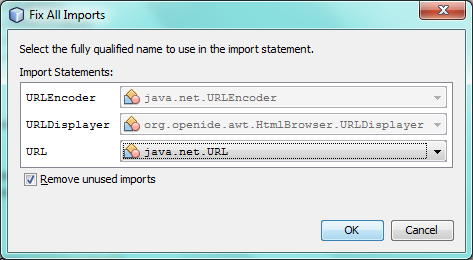 Fix All Imports
Select the fully qualified name to use in the import statement.
Import Statements:
URLEncoder java.net.URLEncoder
URLDisplayer org.openide.awt.HtmlBrowser.URLDisplayer
URL java.net.URL
Remove unused imports
OK Cancel